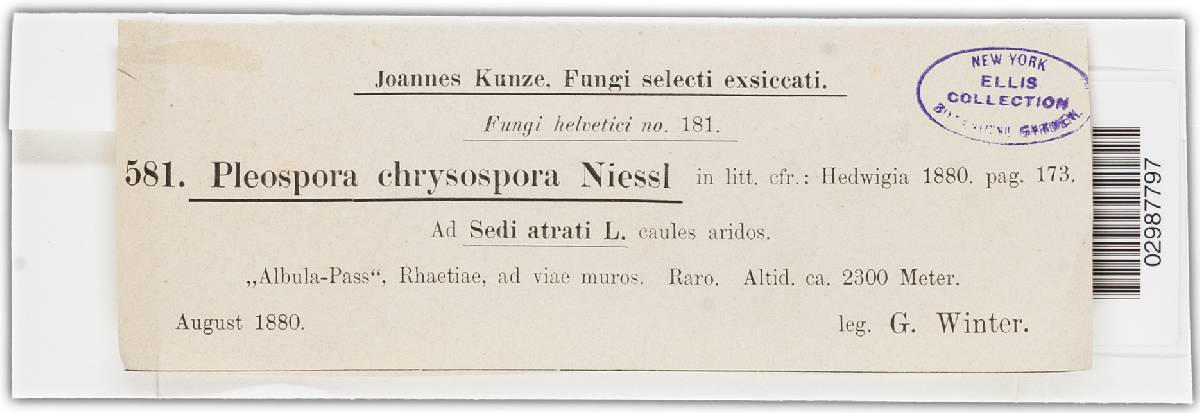 Joannes Kunze. Fungi selecti exsiccati.
Fungi helvetici no. 181.
581. Pleospora chrysospora Niessl in litt. cfr.: Hedwigia 1880. pag. 173.
Ad Sedi atrati L. caules aridos.
„Albula-Pass“, Rhaetiae, ad viae muros. Raro. Altid. ca. 2300 Meter.
August 1880.
leg. G. Winter.
NEW YORK
ELLIS
COLLECTION
BOTANICAL GARDEN.
02987797